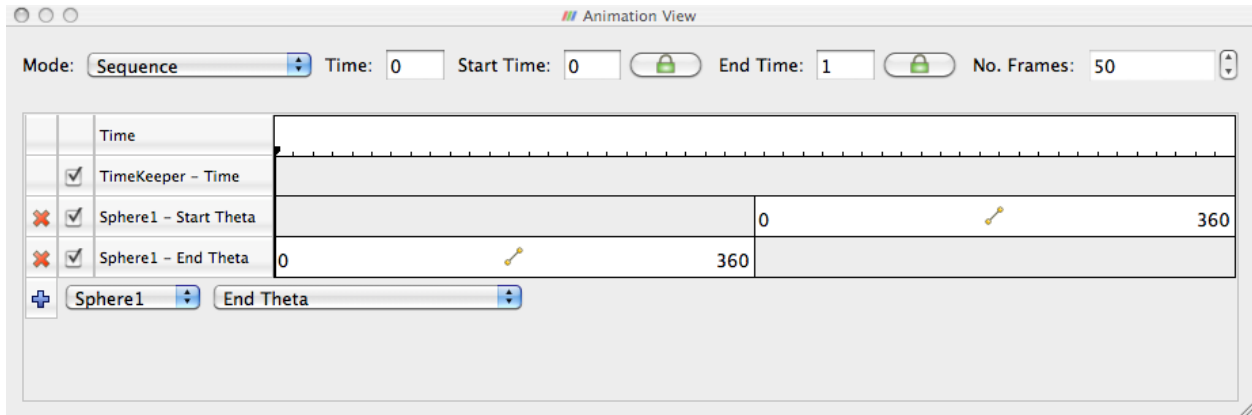 Animation View
Mode: Sequence Time: 0 Start Time: 0 End Time: 1 No. Frames: 50
Time
TimeKeeper – Time
Sphere1 – Start Theta 0 360
Sphere1 – End Theta 0 360
Sphere1 End Theta